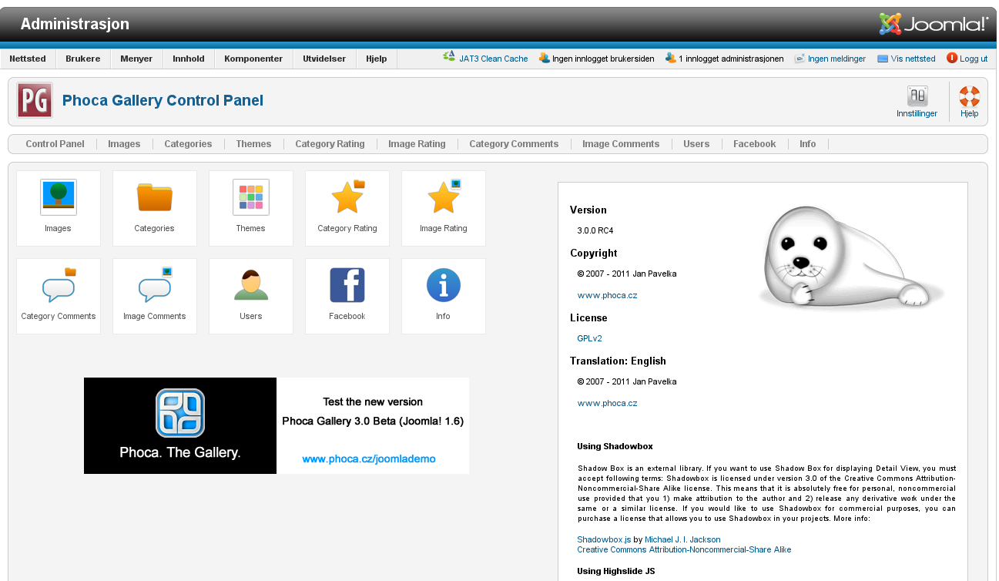 Administrasjon
Joomla!
Nettsted Brukere Menyer Innhold Komponenter Utvidelser Hjelp JAT3 Clean Cache Ingen innlogget brukersiden 1 innlogget administrasjonen Ingen meldinger Vis nettsted Logg ut
PG Phoca Gallery Control Panel
Innstillinger Hjelp
Control Panel Images Categories Themes Category Rating Image Rating Category Comments Image Comments Users Facebook Info
Images Categories Themes Category Rating Image Rating
Category Comments Image Comments Users Facebook Info
Phoca. The Gallery.
Test the new version
Phoca Gallery 3.0 Beta (Joomla! 1.6)
www.phoca.cz/joomlademo
Version
3.0.0 RC4
Copyright
© 2007 - 2011 Jan Pavelka
www.phoca.cz
License
GPLv2
Translation: English
© 2007 - 2011 Jan Pavelka
www.phoca.cz
Using Shadowbox
Shadow Box is an external library. If you want to use Shadow Box for displaying Detail View, you must
accept following terms: Shadowbox is licensed under version 3.0 of the Creative Commons Attribution-
Noncommercial-Share Alike license. This means that it is absolutely free for personal, noncommercial
use provided that you 1) make attribution to the author and 2) release any derivative work under the
same or a similar license. If you would like to use Shadowbox for commercial purposes, you can
purchase a license that allows you to use Shadowbox in your projects. More info:
Shadowbox.js by Michael J. I. Jackson
Creative Commons Attribution-Noncommercial-Share Alike
Using Highslide JS